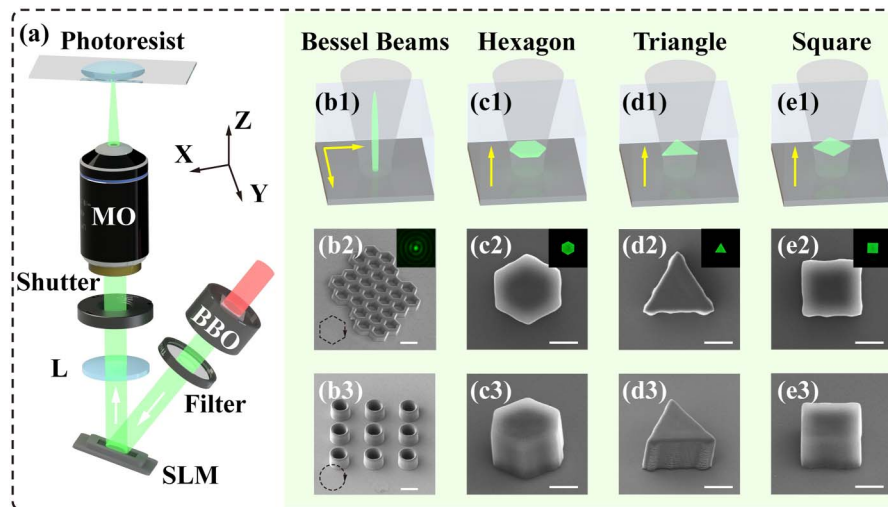 (a)
Photoresist
Z
X
Y
MO
Shutter
BBO
L
Filter
SLM
Bessel Beams
Hexagon
Triangle
Square
(b1)
(c1)
(d1)
(e1)
(b2)
(c2)
(d2)
(e2)
(b3)
(c3)
(d3)
(e3)